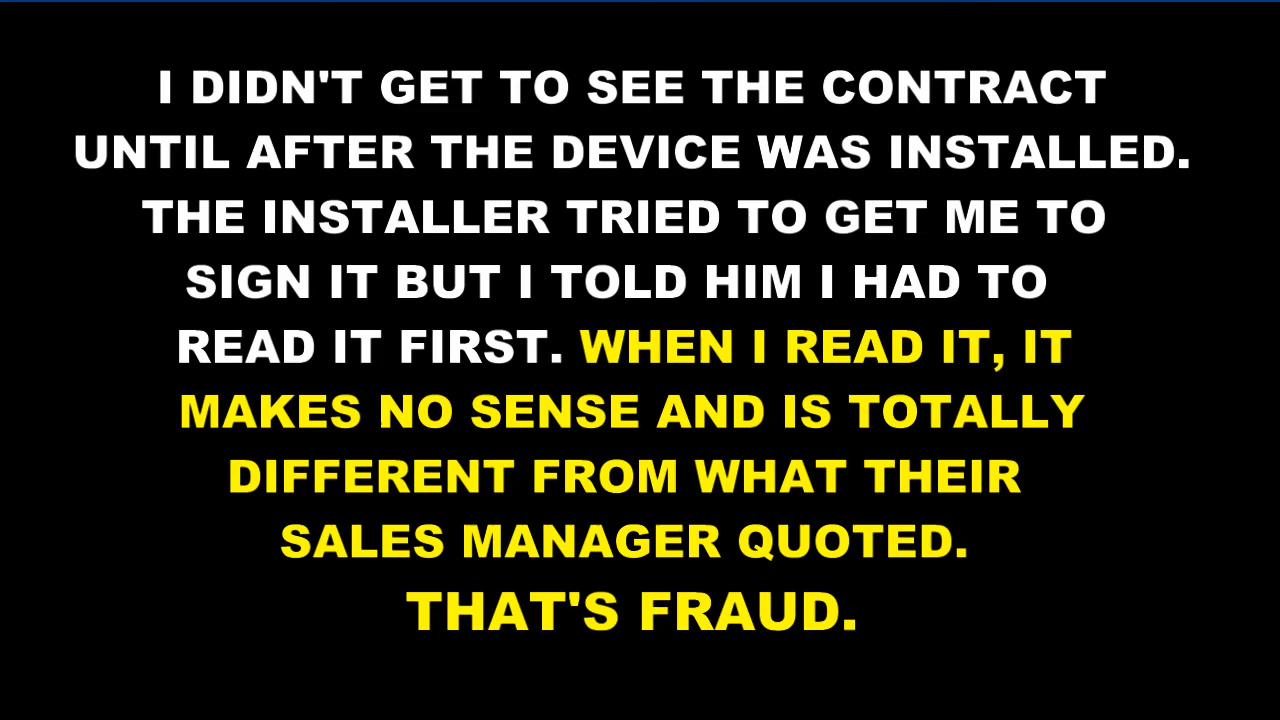 I DIDN'T GET TO SEE THE CONTRACT
UNTIL AFTER THE DEVICE WAS INSTALLED.
THE INSTALLER TRIED TO GET ME TO
SIGN IT BUT I TOLD HIM I HAD TO
READ IT FIRST. WHEN I READ IT, IT
MAKES NO SENSE AND IS TOTALLY
DIFFERENT FROM WHAT THEIR
SALES MANAGER QUOTED.
THAT'S FRAUD.